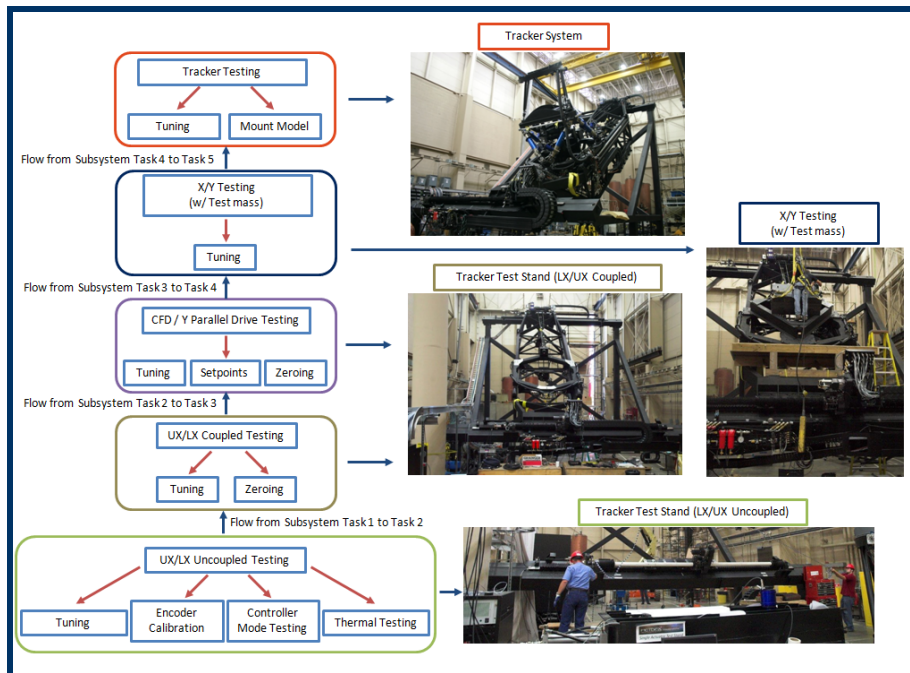 Tracker System
Tracker Testing
Tuning
Mount Model
Flow from Subsystem Task 4 to Task 5
X/Y Testing
(w/ Test mass)
Tuning
X/Y Testing
(w/ Test mass)
Flow from Subsystem Task 3 to Task 4
Tracker Test Stand (LX/UX Coupled)
CFD / Y Parallel Drive Testing
Tuning
Setpoints
Zeroing
Flow from Subsystem Task 2 to Task 3
UX/LX Coupled Testing
Tuning
Zeroing
Flow from Subsystem Task 1 to Task 2
Tracker Test Stand (LX/UX Uncoupled)
UX/LX Uncoupled Testing
Tuning
Encoder
Calibration
Controller
Mode Testing
Thermal Testing